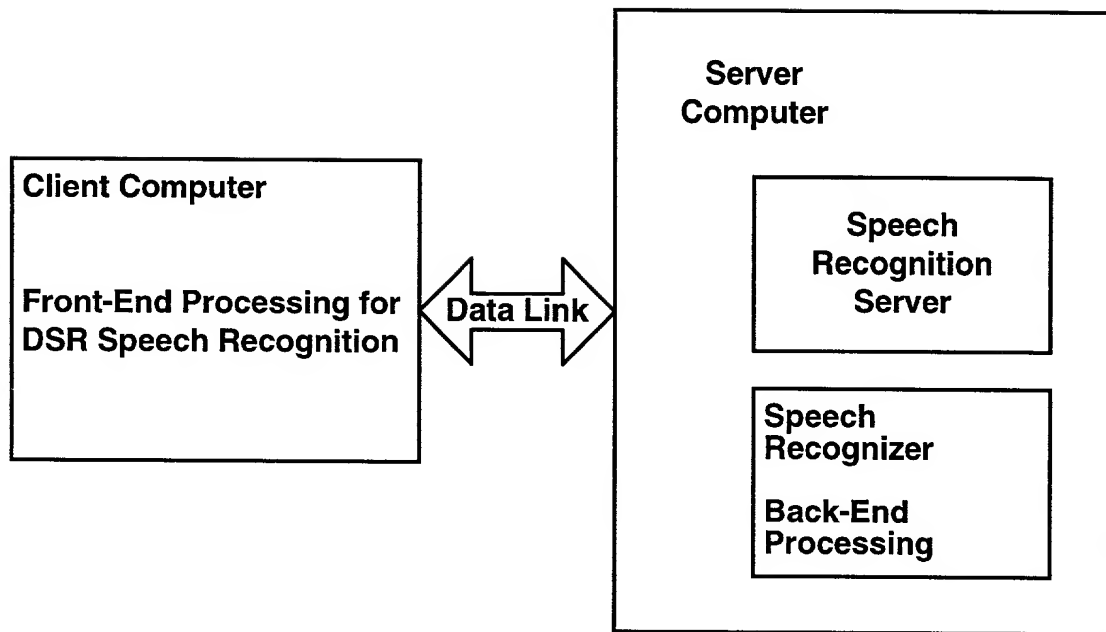 Client Computer
Front-End Processing for
DSR Speech Recognition
Data Link
Server
Computer
Speech
Recognition
Server
Speech
Recognizer
Back-End
Processing